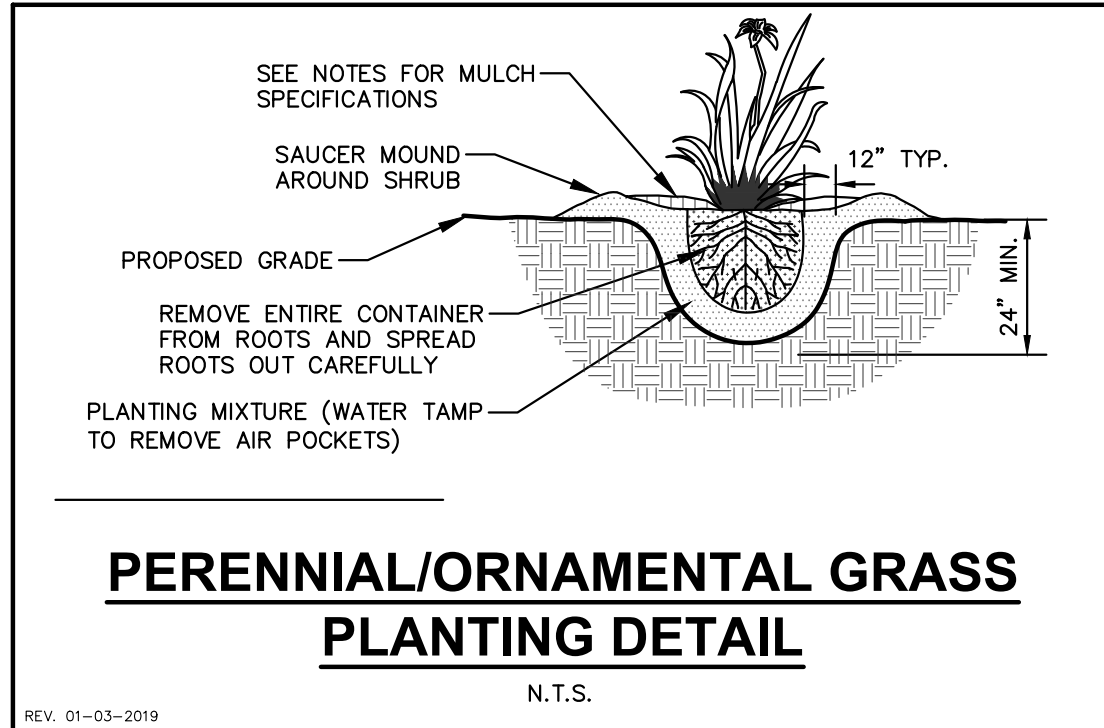 SEE NOTES FOR MULCH
SPECIFICATIONS
12” TYP.
SAUCER MOUND
AROUND SHRUB
PROPOSED GRADE
24” MIN.
REMOVE ENTIRE CONTAINER
FROM ROOTS AND SPREAD
ROOTS OUT CAREFULLY
PLANTING MIXTURE (WATER TAMP
TO REMOVE AIR POCKETS)
PERENNIAL/ORNAMENTAL GRASS
PLANTING DETAIL
N.T.S.
REV. 01-03-2019